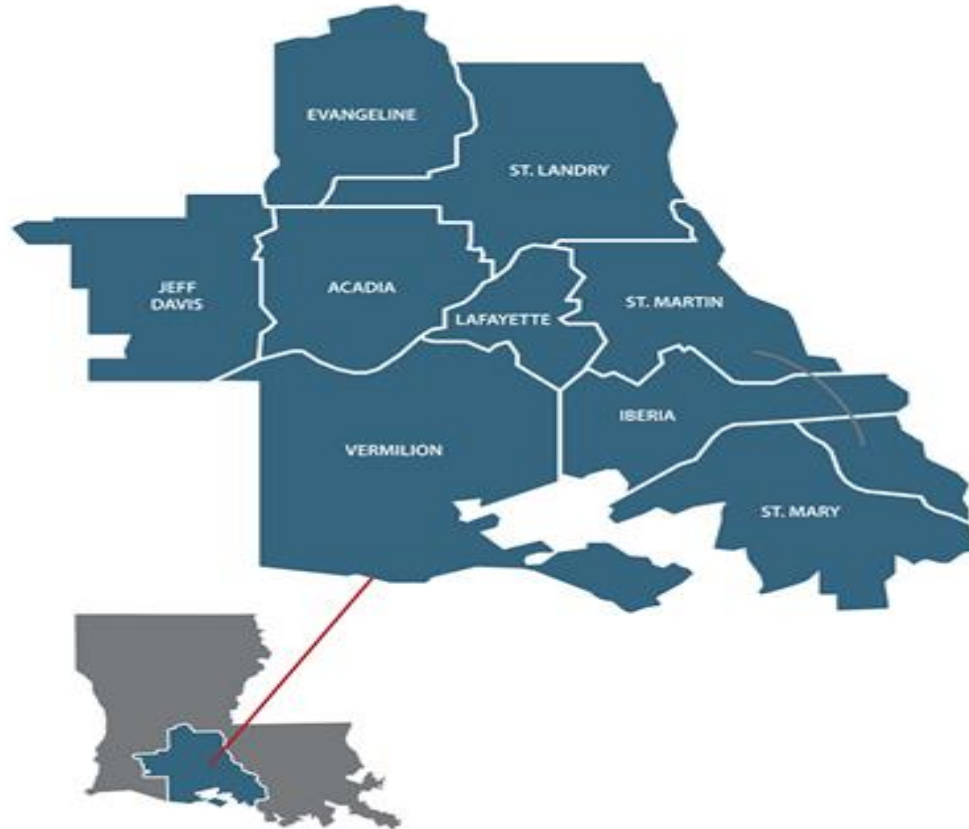 EVANGELINE
ST. LANDRY
JEFF
DAVIS
ACADIA
LAFAYETTE
ST. MARTIN
IBERIA
VERMILION
ST. MARY